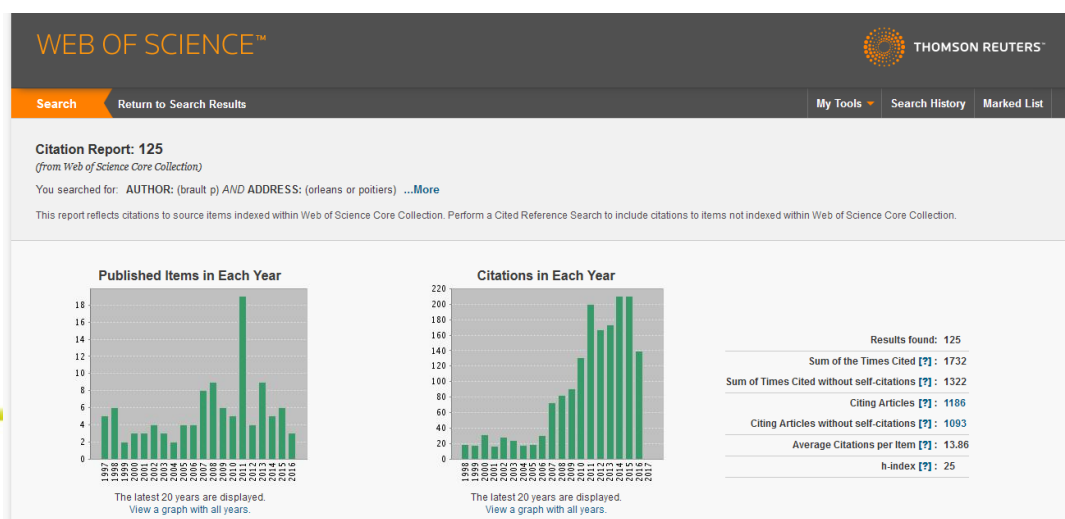 WEB OF SCIENCE™
THOMSON REUTERS™
Search Return to Search Results My Tools Search History Marked List
Citation Report: 125
(from Web of Science Core Collection)
You searched for: AUTHOR: (brault p) AND ADDRESS: (orleans or poitiers) ...More
This report reflects citations to source items indexed within Web of Science Core Collection. Perform a Cited Reference Search to include citations to items not indexed within Web of Science Core Collection.
Published Items in Each Year
18
16
14
12
10
8
6
4
2
0
1997 1998 1999 2000 2001 2002 2003 2004 2005 2006 2007 2008 2009 2010 2011 2012 2013 2014 2015 2016
The latest 20 years are displayed.
View a graph with all years.
Citations in Each Year
220
200
180
160
140
120
100
80
60
40
20
0
1998 1999 2000 2001 2002 2003 2004 2005 2006 2007 2008 2009 2010 2011 2012 2013 2014 2015 2016 2017
The latest 20 years are displayed.
View a graph with all years.
Results found: 125
Sum of the Times Cited [?] : 1732
Sum of Times Cited without self-citations [?] : 1322
Citing Articles [?] : 1186
Citing Articles without self-citations [?] : 1093
Average Citations per Item [?] : 13.86
h-index [?] : 25